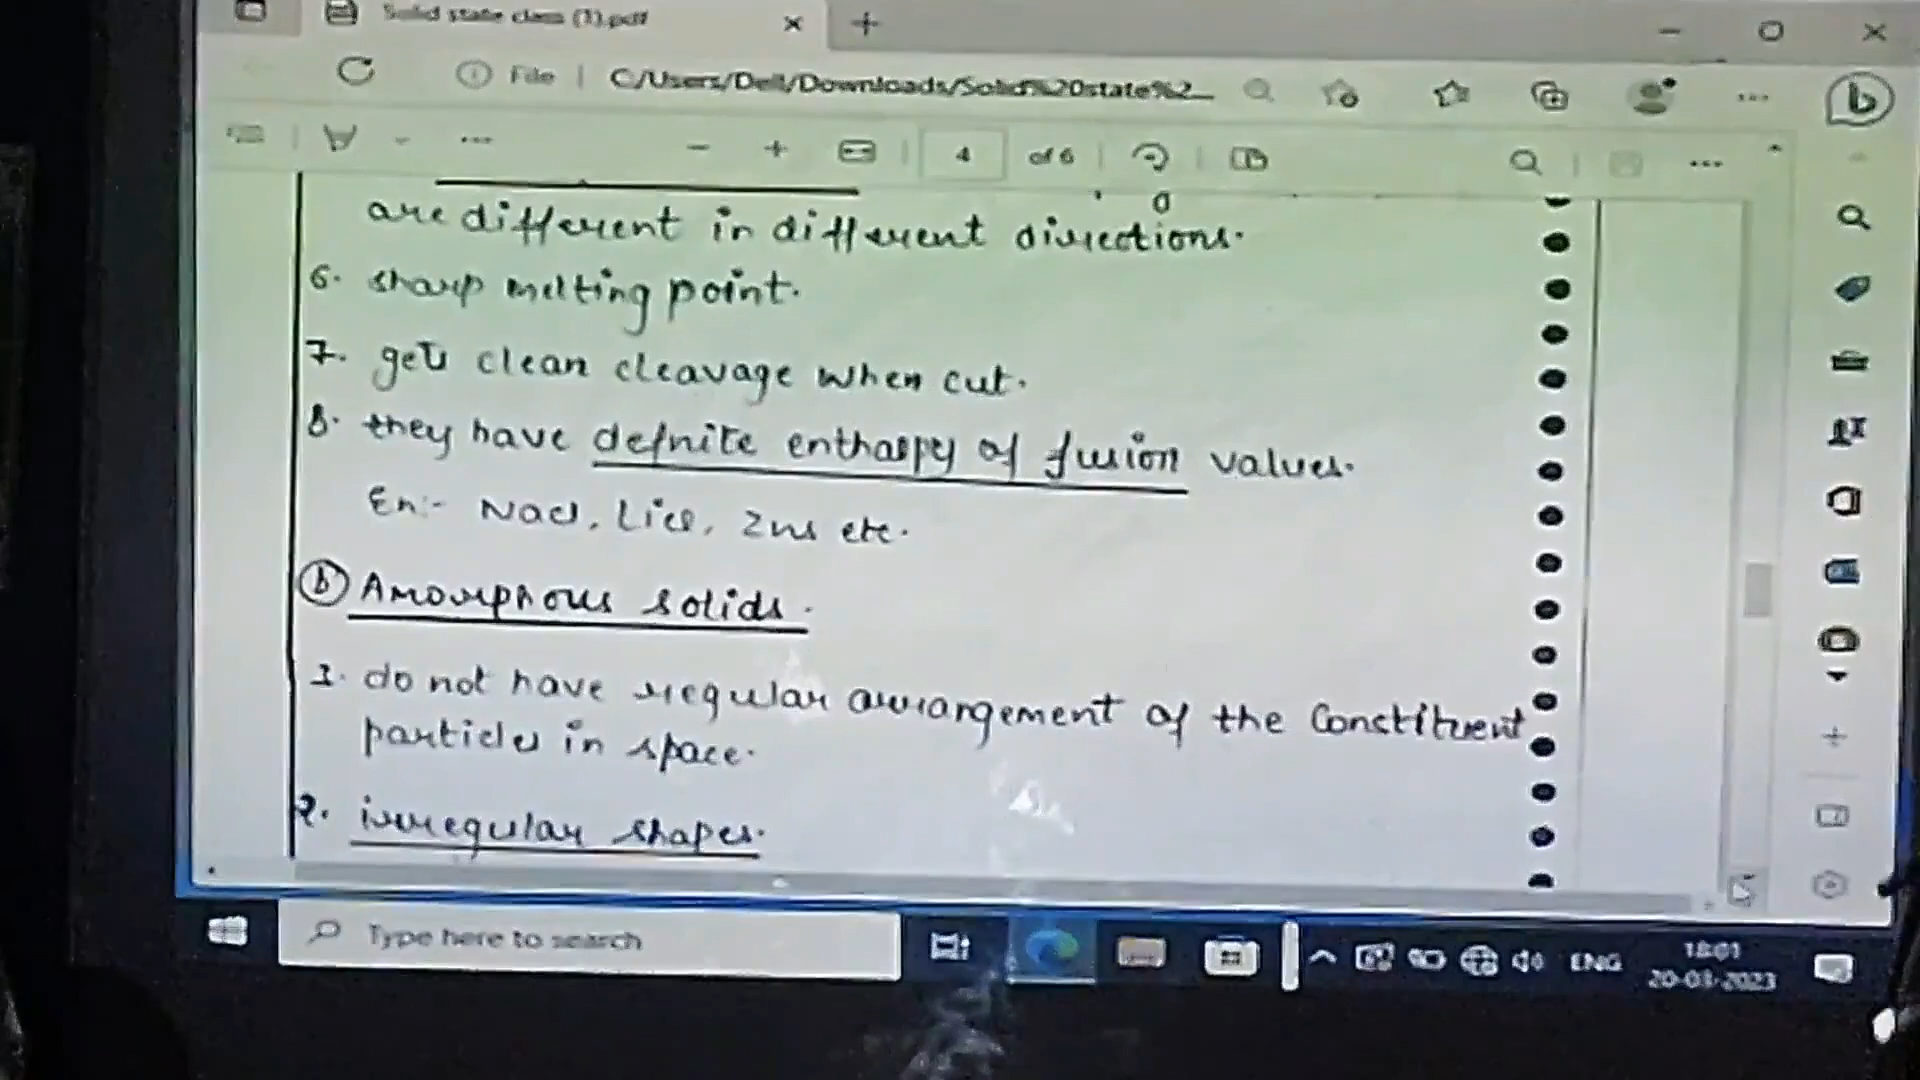 Solid state class (1).pdf
File | C:/Users/Dell/Downloads/Solid%20state%2...
4 of 6
are different in different directions.
6. sharp melting point.
7. gets clean cleavage when cut.
8. they have definite enthalpy of fusion values.
Ex:- NaCl, LiCl, ZnS etc.
(b) Amorphous solids.
1. do not have regular arrangement of the Constituent
particles in space.
2. irregular shapes.
Type here to search
ENG
18:01
20-03-2023